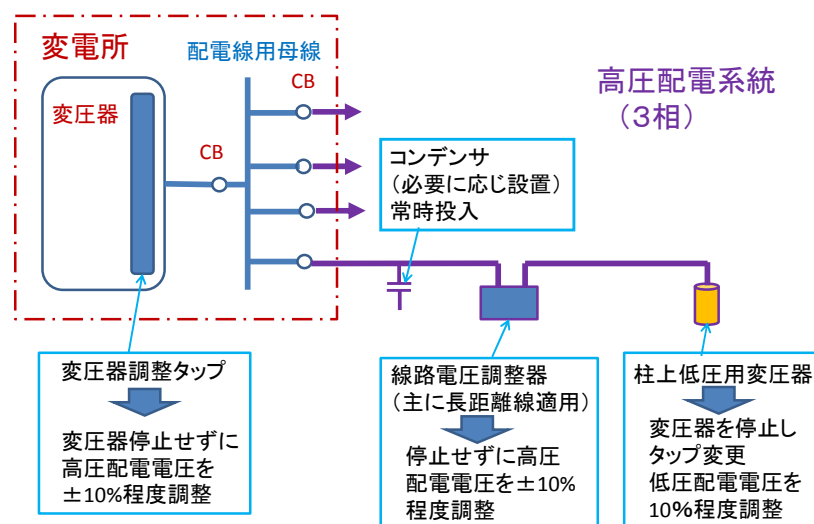 変電所
配電線用母線
CB
変圧器
CB
高圧配電系統
(3相)
コンデンサ
(必要に応じ設置)
常時投入
変圧器調整タップ
変圧器停止せずに
高圧配電電圧を
±10%程度調整
線路電圧調整器
(主に長距離線適用)
停止せずに高圧
配電電圧を±10%
程度調整
柱上低圧用変圧器
変圧器を停止し
タップ変更
低圧配電電圧を
10%程度調整